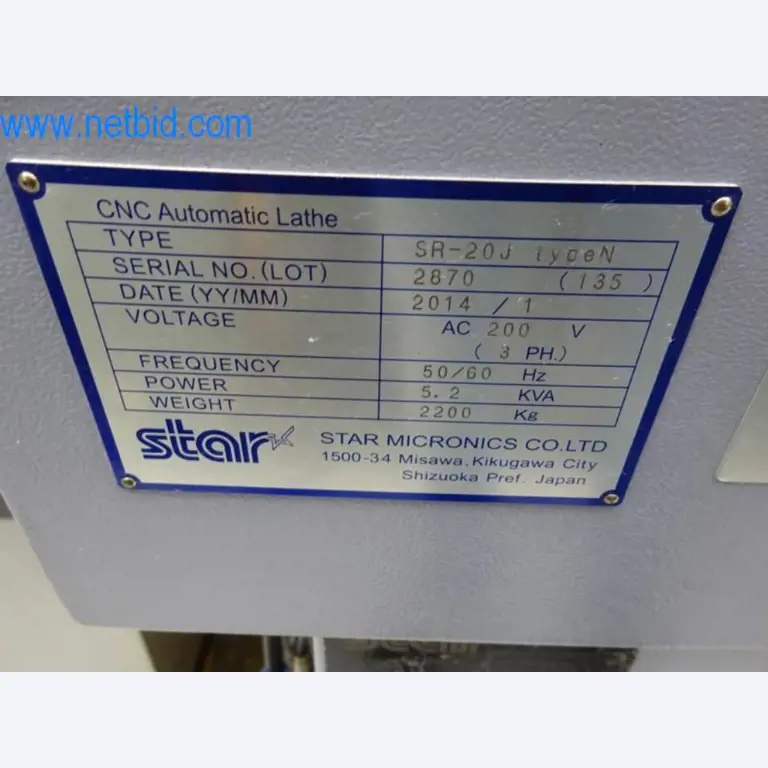 www.netbid.com
CNC Automatic Lathe
TYPE SR-20J typeN
SERIAL NO.(LOT) 2870 (135)
DATE (YY/MM) 2014 / 1
VOLTAGE AC 200 V
( 3 PH.)
FREQUENCY 50/60 Hz
POWER 5.2 KVA
WEIGHT 2200 Kg
star STAR MICRONICS CO.LTD
1500-34 Misawa,Kikugawa City
Shizuoka Pref. Japan